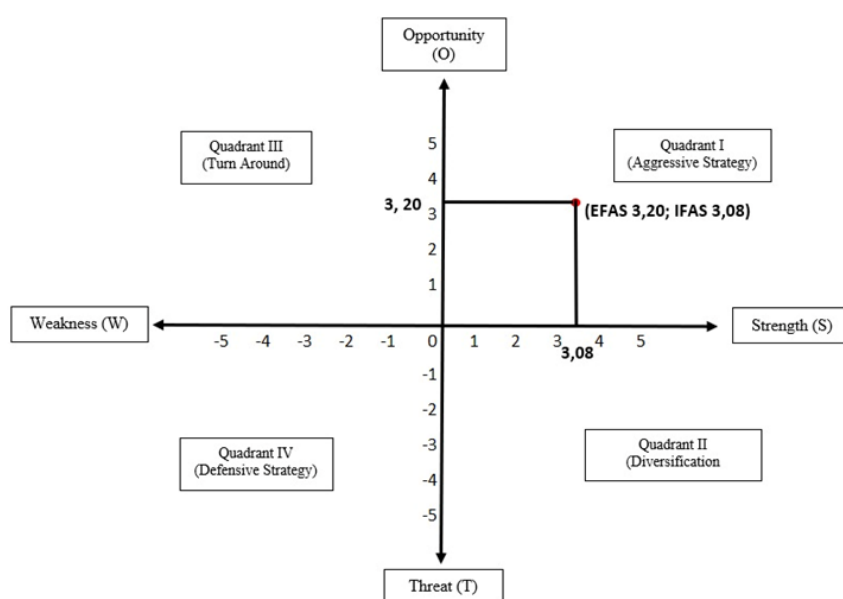 Opportunity
(O)
Quadrant III
(Turn Around)
Quadrant I
(Aggressive Strategy)
5
4
3, 20
3
(EFAS 3,20; IFAS 3,08)
2
1
Weakness (W)
Strength (S)
-5 -4 -3 -2 -1 0 1 2 3 4 5
3,08
-1
-2
-3
-4
-5
Quadrant IV
(Defensive Strategy)
Quadrant II
(Diversification
Threat (T)